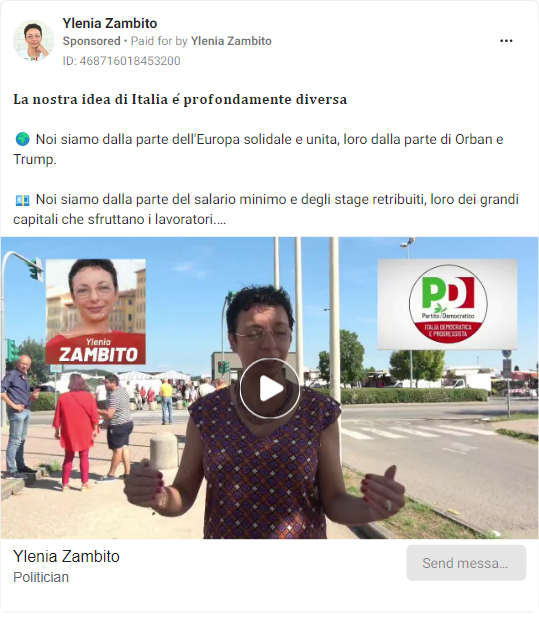 Ylenia Zambito
Sponsored • Paid for by Ylenia Zambito
ID: 468716018453200
La nostra idea di Italia é profondamente diversa
Noi siamo dalla parte dell'Europa solidale e unita, loro dalla parte di Orban e
Trump.
Noi siamo dalla parte del salario minimo e degli stage retribuiti, loro dei grandi
capitali che sfruttano i lavoratori....
Ylenia
ZAMBITO
PD
Partito Democratico
ITALIA DEMOCRATICA
E PROGRESSISTA
Ylenia Zambito
Politician
Send messa...